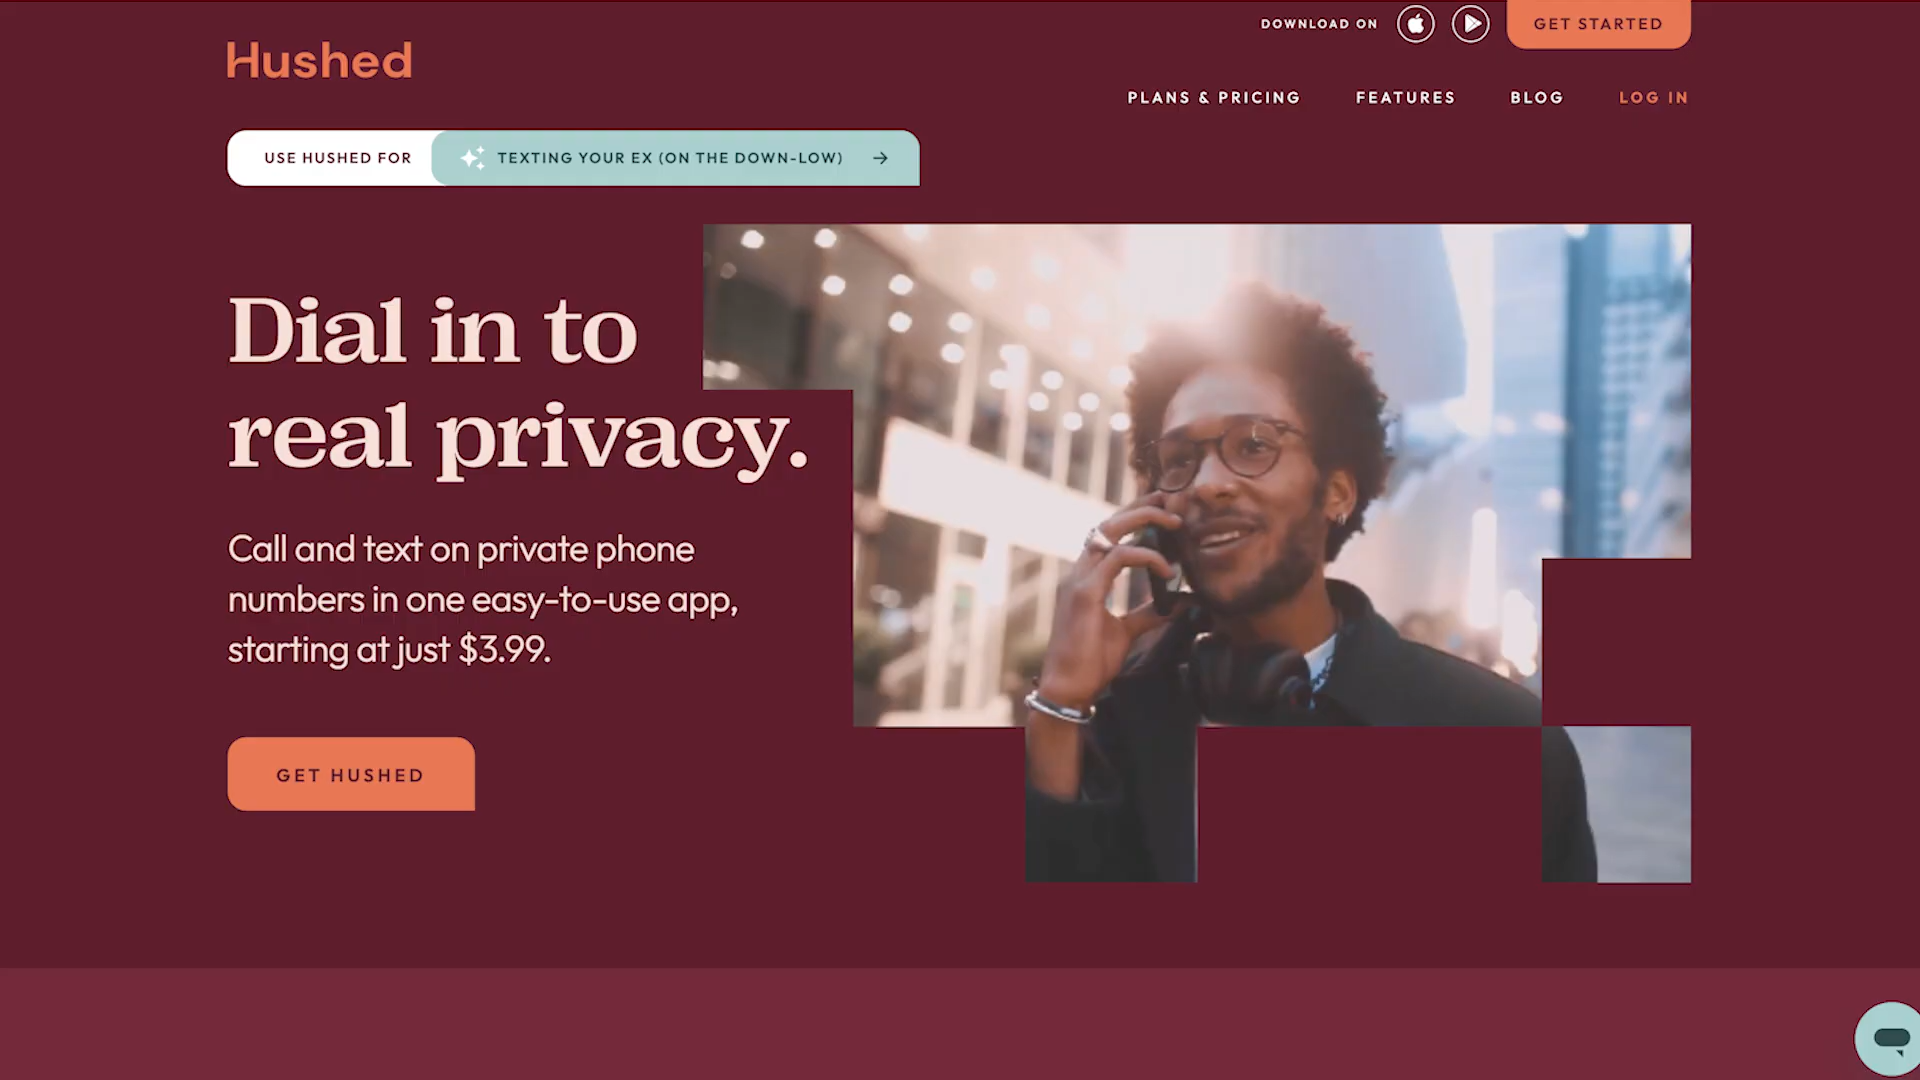 DOWNLOAD ON
GET STARTED
Hushed
PLANS & PRICING FEATURES BLOG LOG IN
USE HUSHED FOR TEXTING YOUR EX (ON THE DOWN-LOW)
Dial in to
real privacy.
Call and text on private phone
numbers in one easy-to-use app,
starting at just $3.99.
GET HUSHED